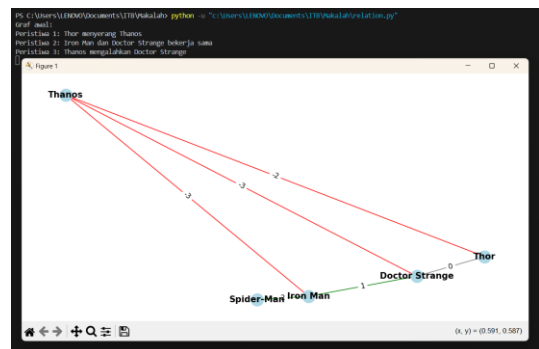 PS C:\Users\LENOVO\Documents\ITB\Makalah> python -u "c:\Users\LENOVO\Documents\ITB\Makalah\relation.py"
Graf awal:
Peristiwa 1: Thor menyerang Thanos
Peristiwa 2: Iron Man dan Doctor Strange bekerja sama
Peristiwa 3: Thanos mengalahkan Doctor Strange
Figure 1
Thanos
-2
-3
-3
Thor
0
Doctor Strange
1
Spider-Man
Iron Man
(x, y) = (0.591, 0.587)